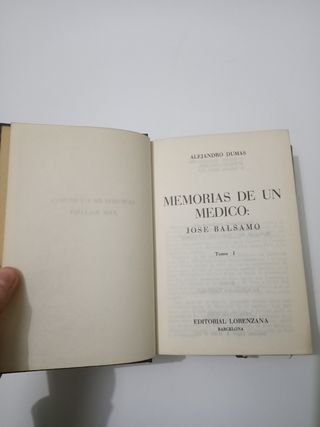 ALEJANDRO DUMAS
MEMORIAS DE UN
MEDICO:
JOSE BALSAMO
Tomo I
EDITORIAL LORENZANA
BARCELONA